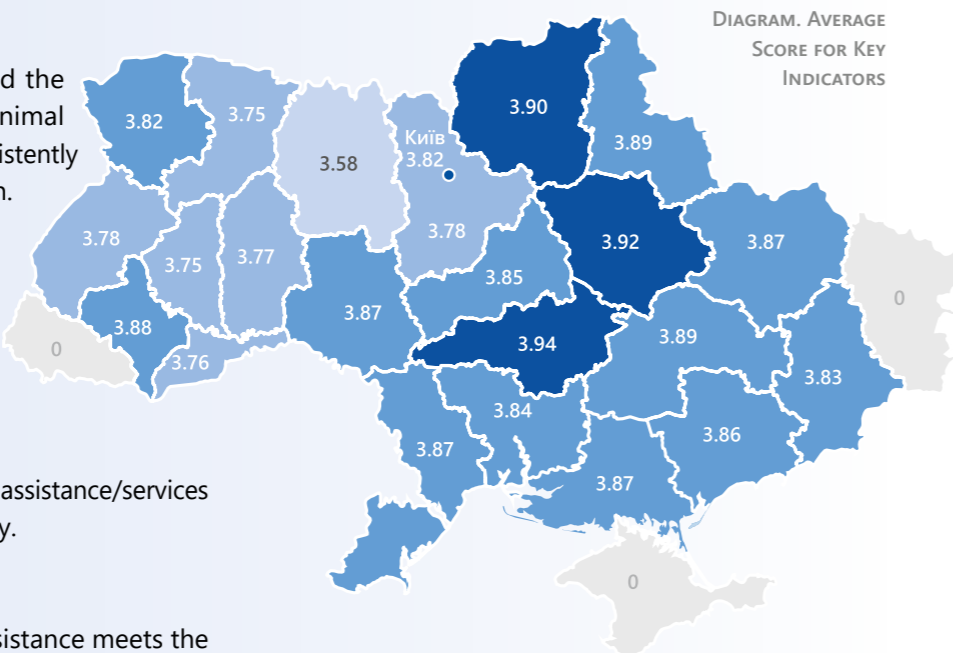 DIAGRAM. AVERAGE
SCORE FOR KEY
INDICATORS
d the
nimal
istently
n.
assistance/services
y.
sistance meets the
3.82
3.75
3.58
Київ
3.82
3.90
3.89
3.78
3.75
3.77
3.78
3.92
3.87
3.85
0
3.88
3.87
0
3.76
3.94
3.89
3.83
3.84
3.87
3.86
3.87
0